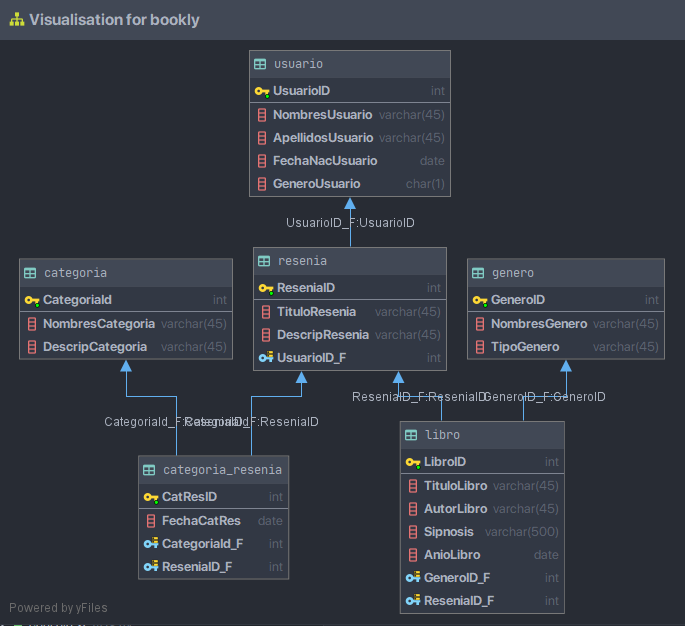 Visualisation for bookly
usuario
UsuarioID int
NombresUsuario varchar(45)
ApellidosUsuario varchar(45)
FechaNacUsuario date
GeneroUsuario char(1)
UsuarioID_F:UsuarioID
categoria
CategoriaId int
NombresCategoria varchar(45)
DescripCategoria varchar(45)
resenia
ReseniaID int
TituloResenia varchar(45)
DescripResenia varchar(45)
UsuarioID_F int
genero
GeneroID int
NombresGenero varchar(45)
TipoGenero varchar(45)
ReseniaID_F:ReseniaID
GeneroID_F:GeneroID
CategoriaId_F:CategoriaId
ReseniaID_F:ReseniaID
categoria_resenia
CatResID int
FechaCatRes date
CategoriaId_F int
ReseniaID_F int
libro
LibroID int
TituloLibro varchar(45)
AutorLibro varchar(45)
Sipnosis varchar(500)
AnioLibro date
GeneroID_F int
ReseniaID_F int
Powered by yFiles